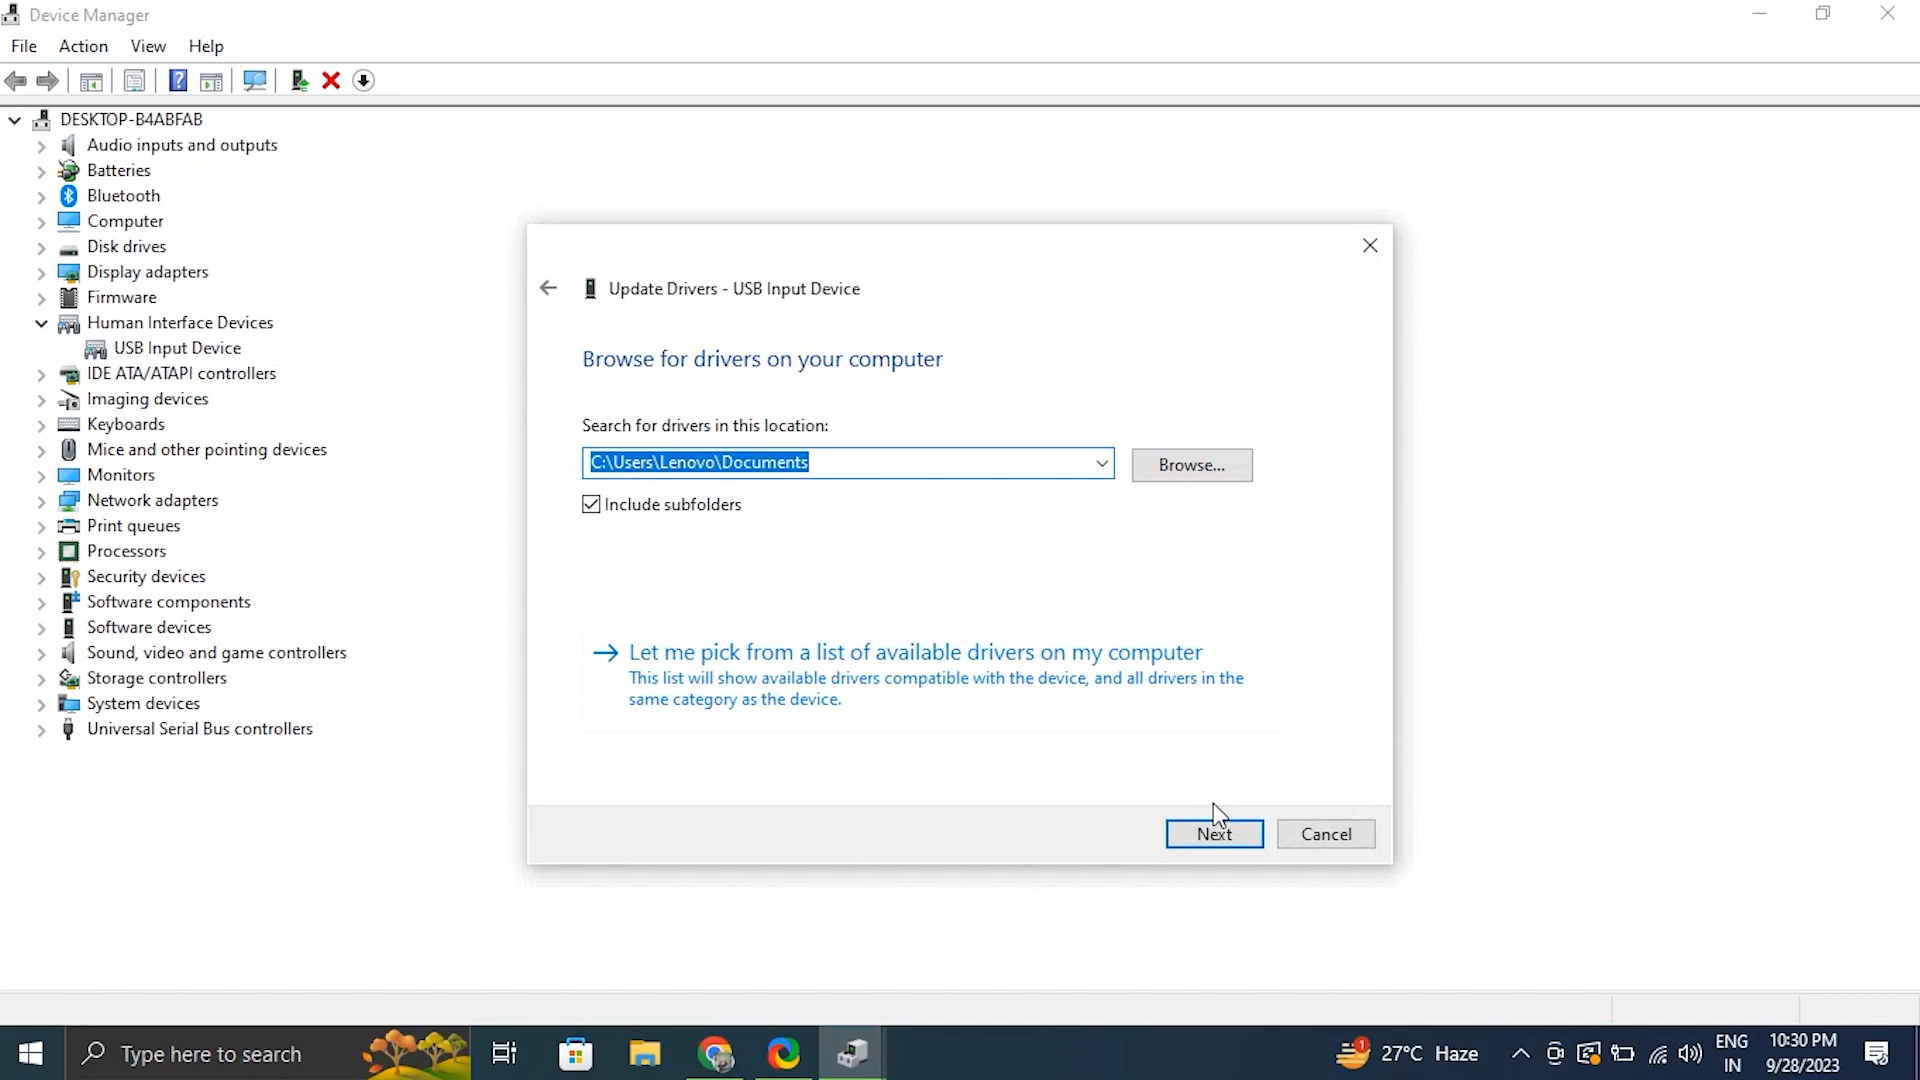 Device Manager
File Action View Help
DESKTOP-B4ABFAB
Audio inputs and outputs
Batteries
Bluetooth
Computer
Disk drives
Display adapters
Firmware
Human Interface Devices
USB Input Device
IDE ATA/ATAPI controllers
Imaging devices
Keyboards
Mice and other pointing devices
Monitors
Network adapters
Print queues
Processors
Security devices
Software components
Software devices
Sound, video and game controllers
Storage controllers
System devices
Universal Serial Bus controllers
Update Drivers - USB Input Device
Browse for drivers on your computer
Search for drivers in this location:
C:\Users\Lenovo\Documents
Browse...
Include subfolders
Let me pick from a list of available drivers on my computer
This list will show available drivers compatible with the device, and all drivers in the
same category as the device.
Next
Cancel
Type here to search
1
27°C Haze
ENG
IN
10:30 PM
9/28/2023